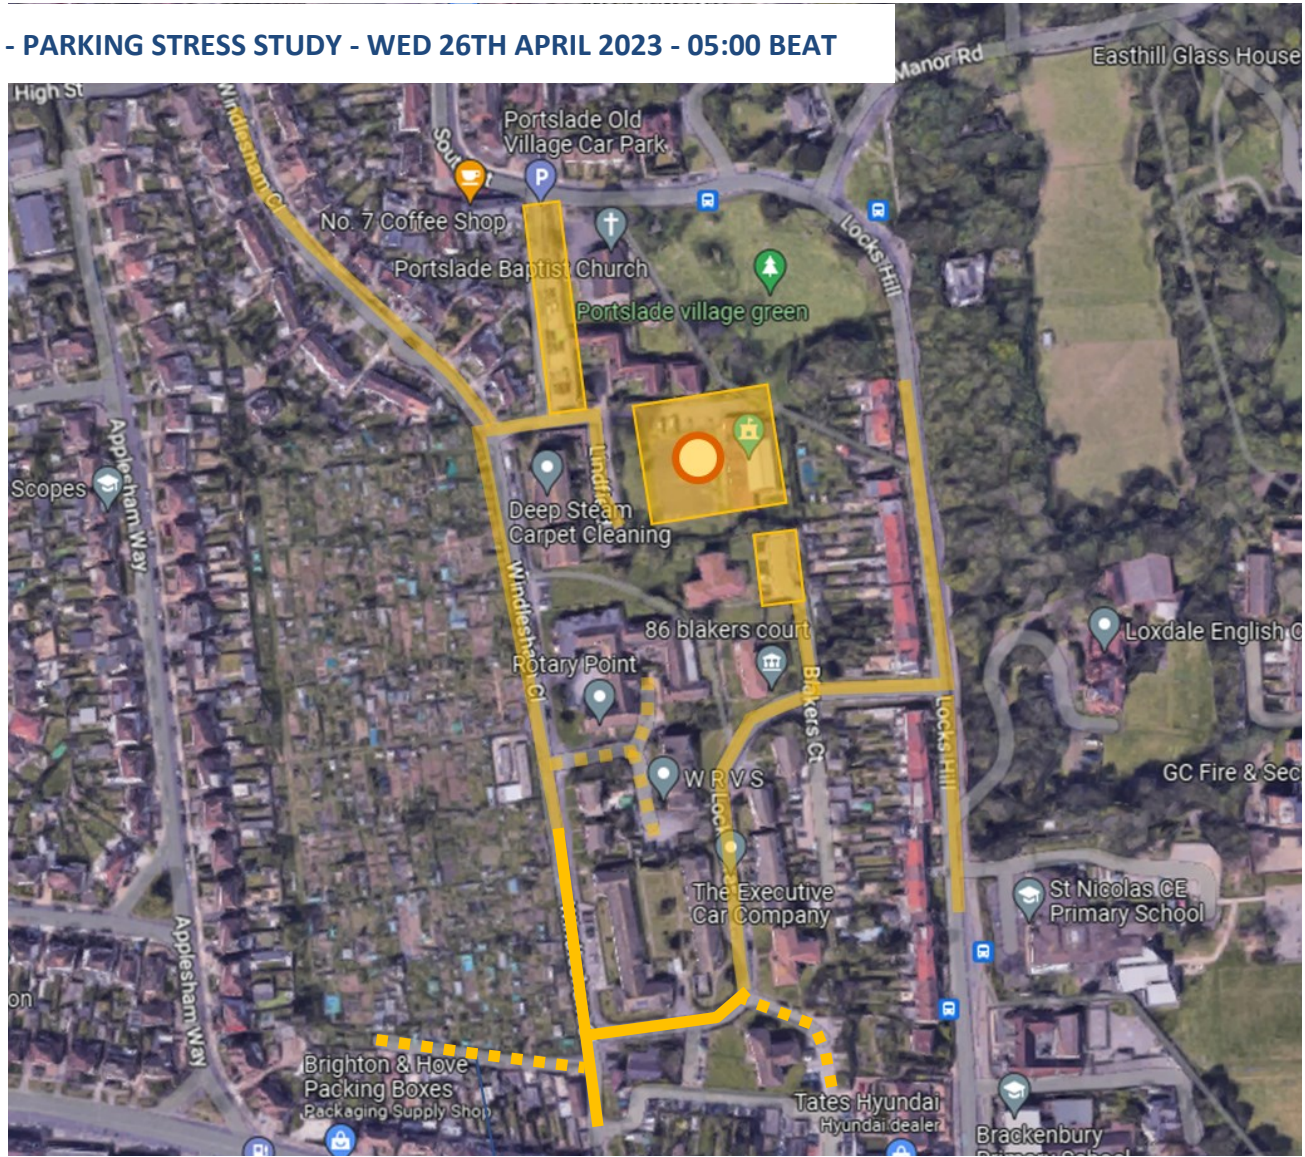 - PARKING STRESS STUDY - WED 26TH APRIL 2023 - 05:00 BEAT
Manor Rd
Easthill Glass House
High St
Windlesham Cl
Portslade Old
Village Car Park
P
No. 7 Coffee Shop
Locks Hill
Portslade Baptist Church
Portslade village green
Applesham Way
Scopes
Deep Steam
Carpet Cleaning
Windlesham Cl
86 blakers court
Loxdale English C
Rotary Point
Blakers Ct
Locks Hill
W R V S
GC Fire & Sec
The Executive
Car Company
St Nicolas CE
Primary School
Applesham Way
on
Brighton & Hove
Packing Boxes
Packaging Supply Shop
Tates Hyundai
Hyundai dealer
Brackenbury
Primary School